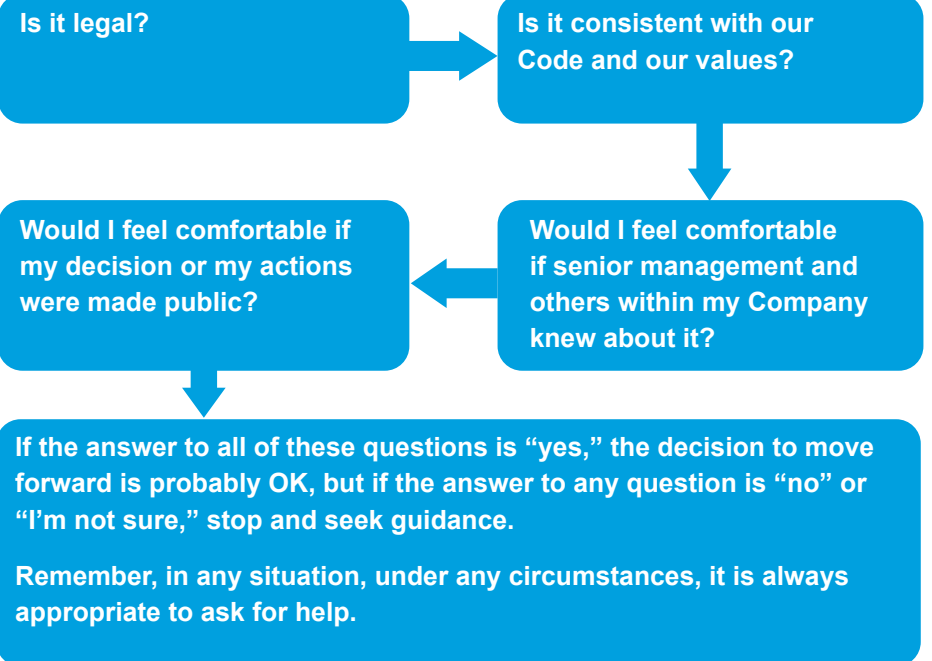 Is it legal?
Is it consistent with our
Code and our values?
Would I feel comfortable
if senior management and
others within my Company
knew about it?
Would I feel comfortable if
my decision or my actions
were made public?
If the answer to all of these questions is “yes,” the decision to move
forward is probably OK, but if the answer to any question is “no” or
“I’m not sure,” stop and seek guidance.
Remember, in any situation, under any circumstances, it is always
appropriate to ask for help.